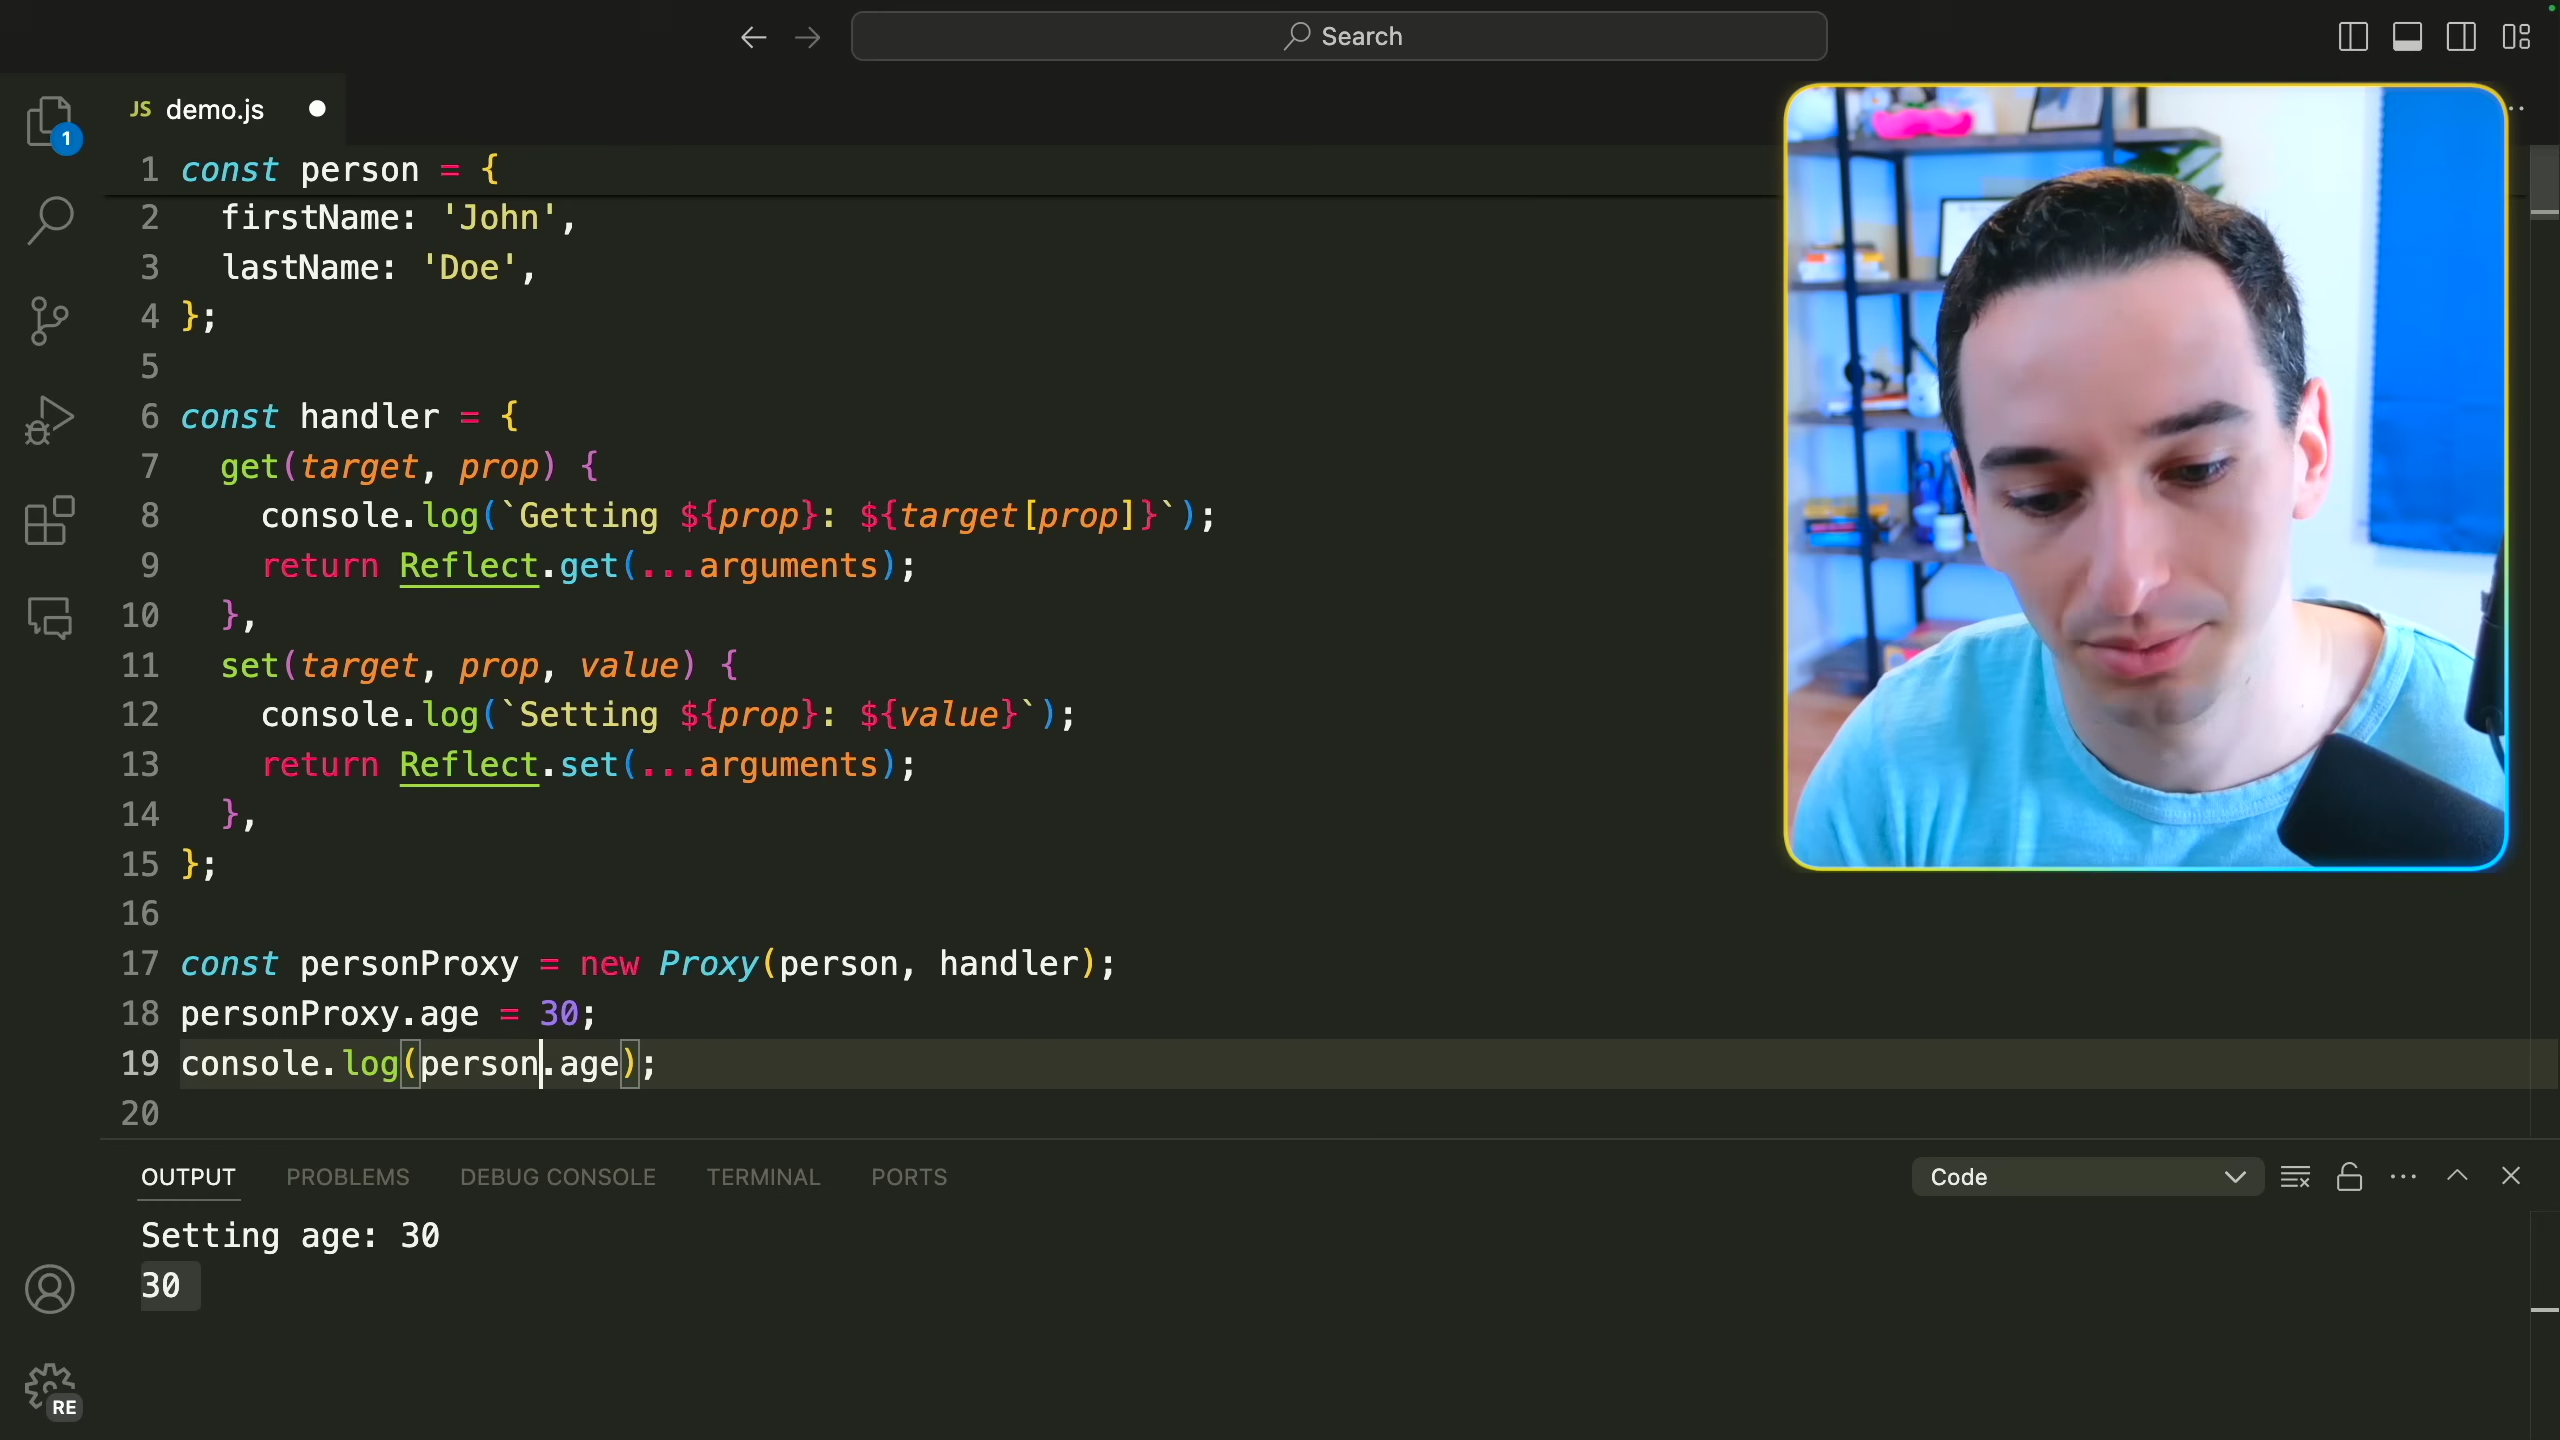 Search
JS demo.js
1
1 const person = {
2   firstName: 'John',
3   lastName: 'Doe',
4 };
5
6 const handler = {
7   get(target, prop) {
8     console.log(`Getting ${prop}: ${target[prop]}`);
9     return Reflect.get(...arguments);
10   },
11   set(target, prop, value) {
12     console.log(`Setting ${prop}: ${value}`);
13     return Reflect.set(...arguments);
14   },
15 };
16
17 const personProxy = new Proxy(person, handler);
18 personProxy.age = 30;
19 console.log(person.age);
20
OUTPUT PROBLEMS DEBUG CONSOLE TERMINAL PORTS Code
Setting age: 30
30
RE